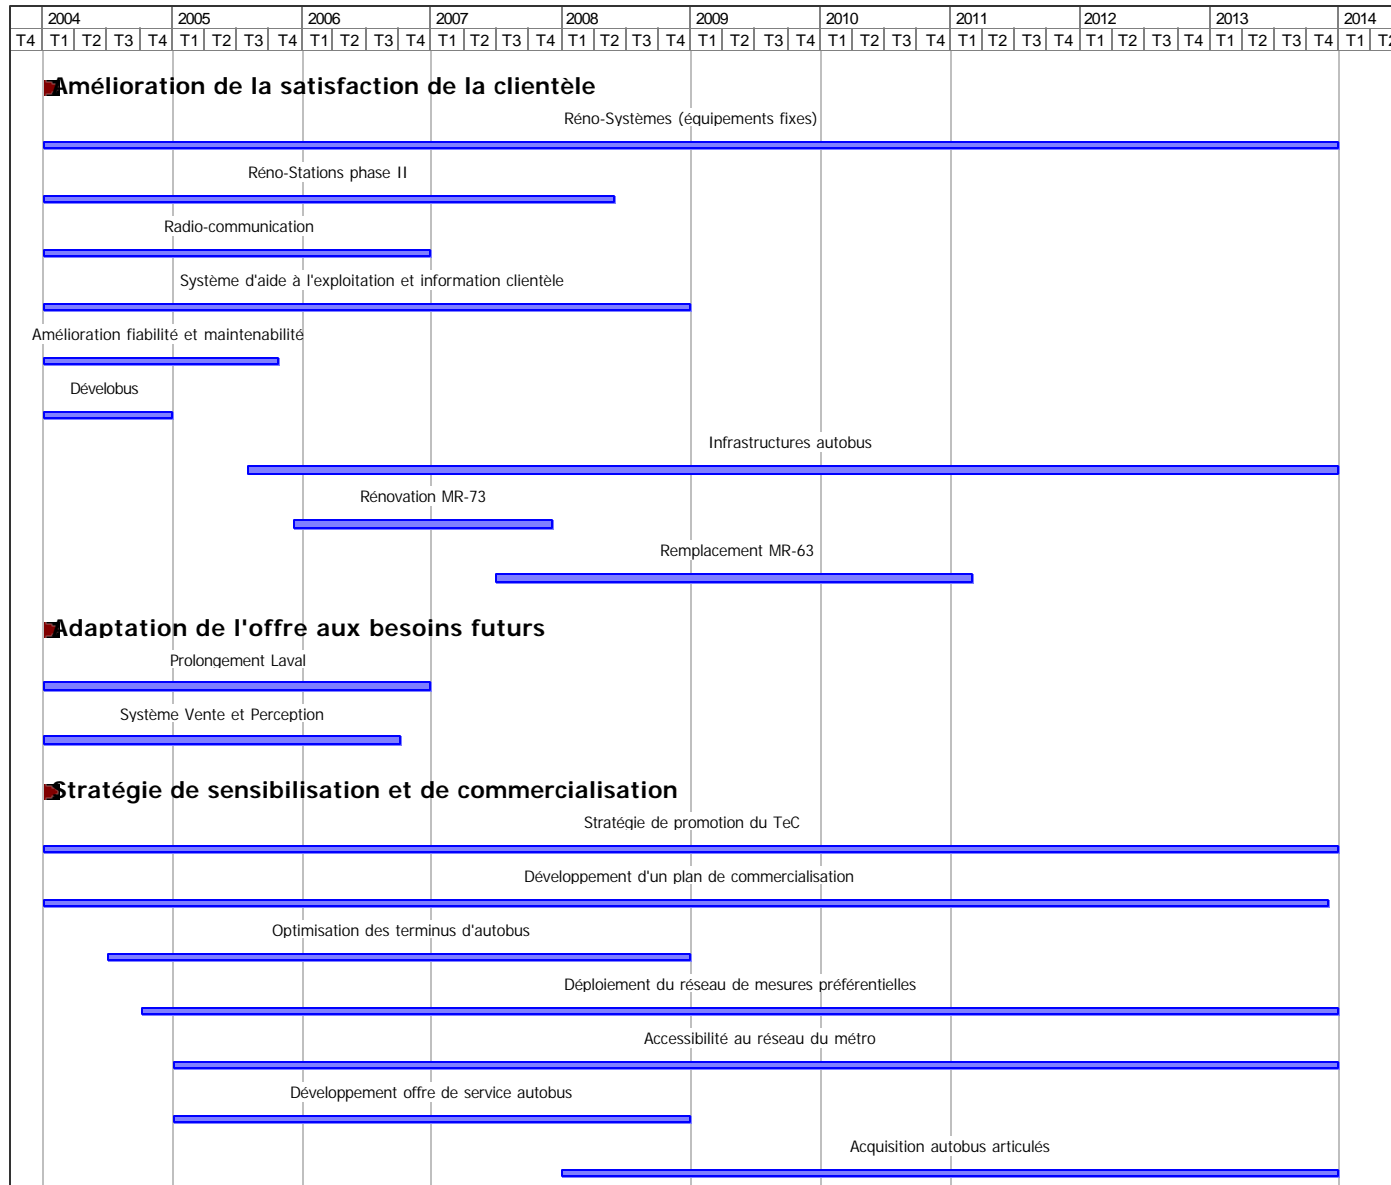 2004 2005 2006 2007 2008 2009 2010 2011 2012 2013 2014
T4 T1 T2 T3 T4 T1 T2 T3 T4 T1 T2 T3 T4 T1 T2 T3 T4 T1 T2 T3 T4 T1 T2 T3 T4 T1 T2 T3 T4 T1 T2 T3 T4 T1 T2 T3 T4 T1 T2 T3 T4 T1 T2
Amélioration de la satisfaction de la clientèle
Réno-Systèmes (équipements fixes)
Réno-Stations phase II
Radio-communication
Système d'aide à l'exploitation et information clientèle
Amélioration fiabilité et maintenabilité
Dévelobus
Infrastructures autobus
Rénovation MR-73
Remplacement MR-63
Adaptation de l'offre aux besoins futurs
Prolongement Laval
Système Vente et Perception
Stratégie de sensibilisation et de commercialisation
Stratégie de promotion du TeC
Développement d'un plan de commercialisation
Optimisation des terminus d'autobus
Déploiement du réseau de mesures préférentielles
Accessibilité au réseau du métro
Développement offre de service autobus
Acquisition autobus articulés